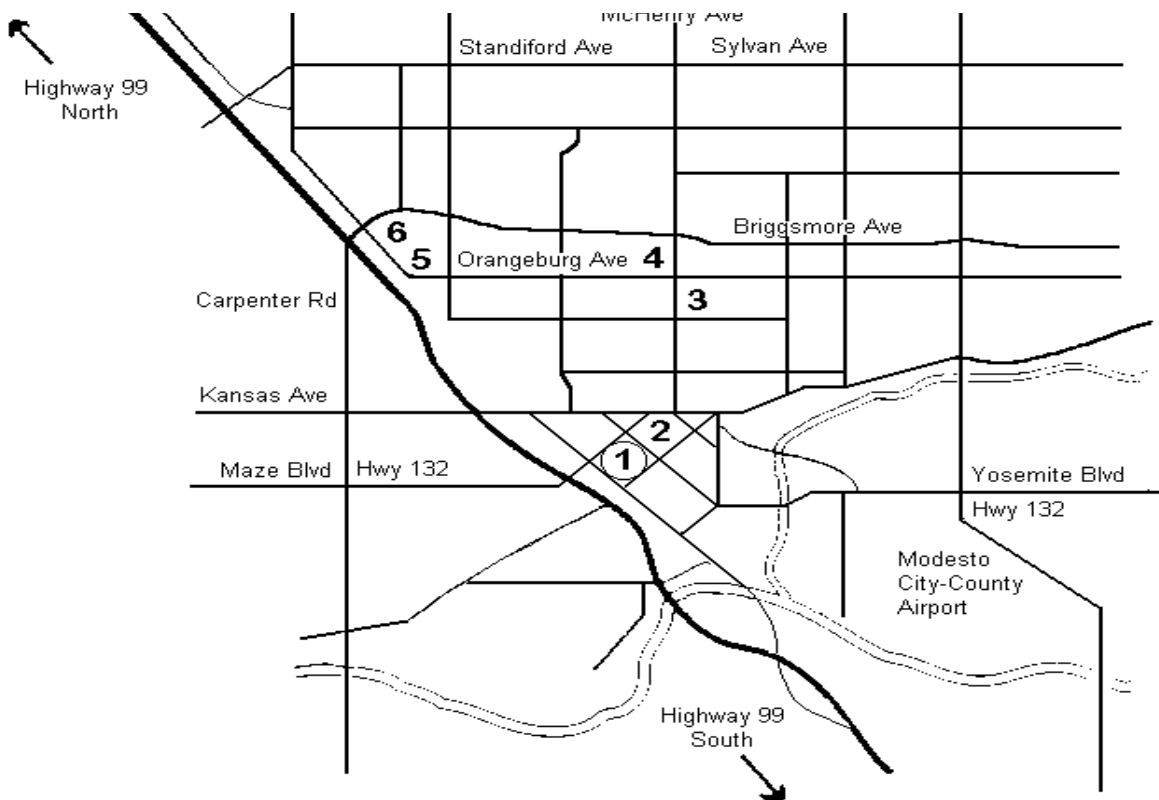 McHenry Ave
Standiford Ave
Sylvan Ave
Highway 99
North
Briggsmore Ave
6
5
Orangeburg Ave
4
Carpenter Rd
3
Kansas Ave
2
1
Maze Blvd
Hwy 132
Yosemite Blvd
Hwy 132
Modesto
City-County
Airport
Highway 99
South